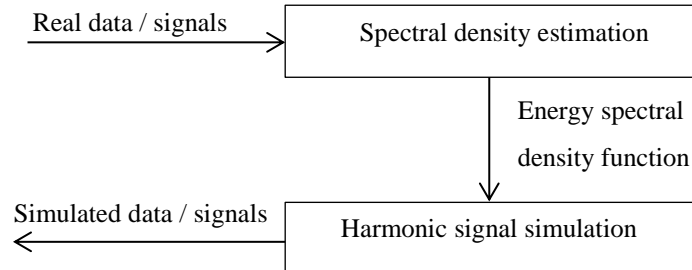 Real data / signals
Spectral density estimation
Energy spectral
density function
Simulated data / signals
Harmonic signal simulation